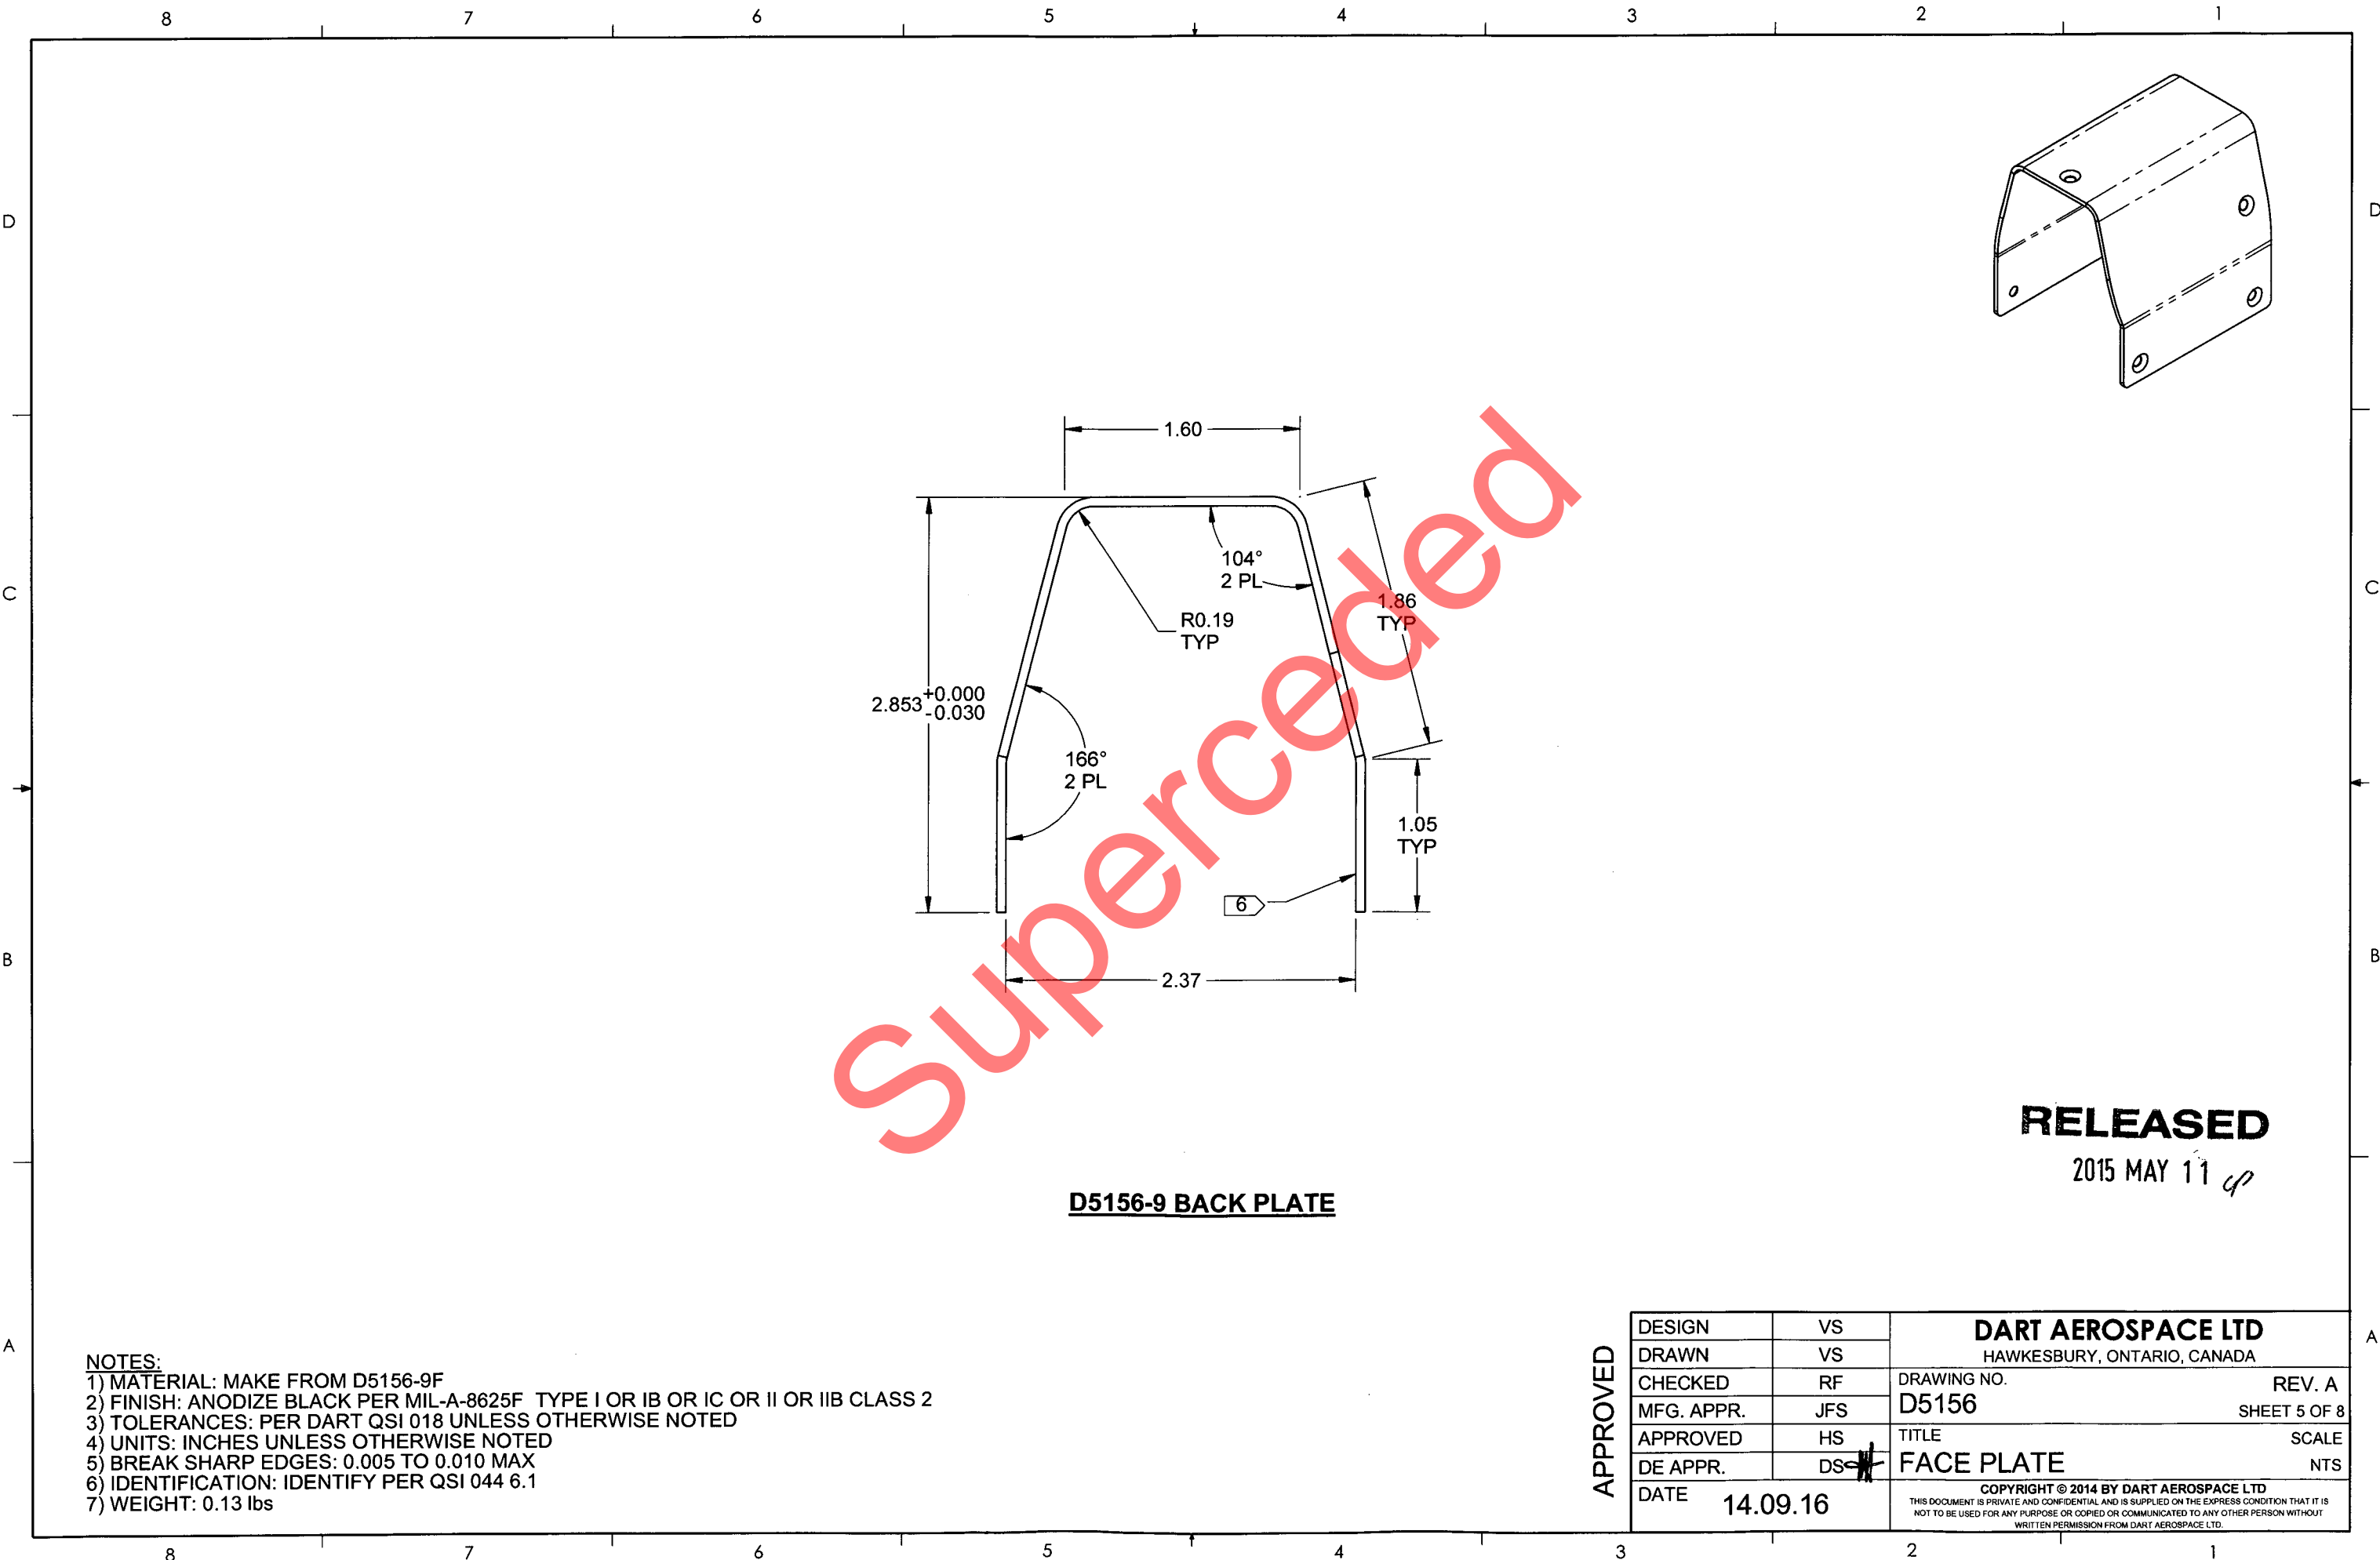 8 7 6 5 4 3 2 1
D D
C C
B B
A A
1.60
104°
2 PL
R0.19
TYP
1.86
TYP
2.853 +0.000
-0.030
166°
2 PL
1.05
TYP
6
2.37
Superceded
D5156-9 BACK PLATE
RELEASED
2015 MAY 11
NOTES:
1) MATERIAL: MAKE FROM D5156-9F
2) FINISH: ANODIZE BLACK PER MIL-A-8625F TYPE I OR IB OR IC OR II OR IIB CLASS 2
3) TOLERANCES: PER DART QSI 018 UNLESS OTHERWISE NOTED
4) UNITS: INCHES UNLESS OTHERWISE NOTED
5) BREAK SHARP EDGES: 0.005 TO 0.010 MAX
6) IDENTIFICATION: IDENTIFY PER QSI 044 6.1
7) WEIGHT: 0.13 lbs
APPROVED
DESIGN VS
DRAWN VS
CHECKED RF
MFG. APPR. JFS
APPROVED HS
DE APPR. DS
DATE 14.09.16
DART AEROSPACE LTD
HAWKESBURY, ONTARIO, CANADA
DRAWING NO. REV. A
D5156 SHEET 5 OF 8
TITLE SCALE
FACE PLATE NTS
COPYRIGHT © 2014 BY DART AEROSPACE LTD
THIS DOCUMENT IS PRIVATE AND CONFIDENTIAL AND IS SUPPLIED ON THE EXPRESS CONDITION THAT IT IS
NOT TO BE USED FOR ANY PURPOSE OR COPIED OR COMMUNICATED TO ANY OTHER PERSON WITHOUT
WRITTEN PERMISSION FROM DART AEROSPACE LTD.
8 7 6 5 4 3 2 1